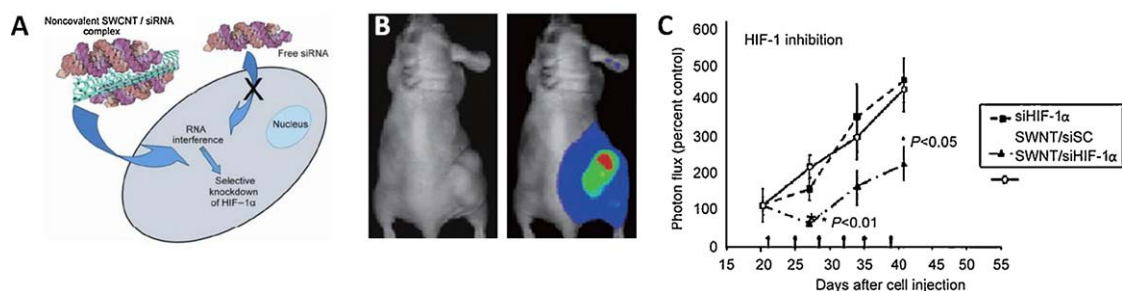 A
Noncovalent SWCNT / siRNA
complex
Free siRNA
X
RNA
interference
Nucleus
Selective
knockdown
of HIF–1α
B
C
HIF-1 inhibition
Photon flux (percent control)
600
500
400
300
200
100
0
15 20 25 30 35 40 45 50 55
Days after cell injection
* P<0.05
* * P<0.01
siHIF-1α
SWNT/siSC
SWNT/siHIF-1α